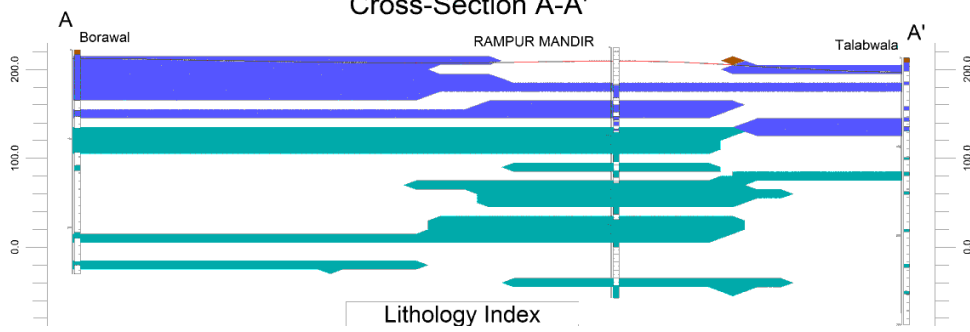 Cross-Section A-A'
A
A'
Borawal
RAMPUR MANDIR
Talabwala
200.0
200.0
100.0
100.0
0.0
0.0
Lithology Index